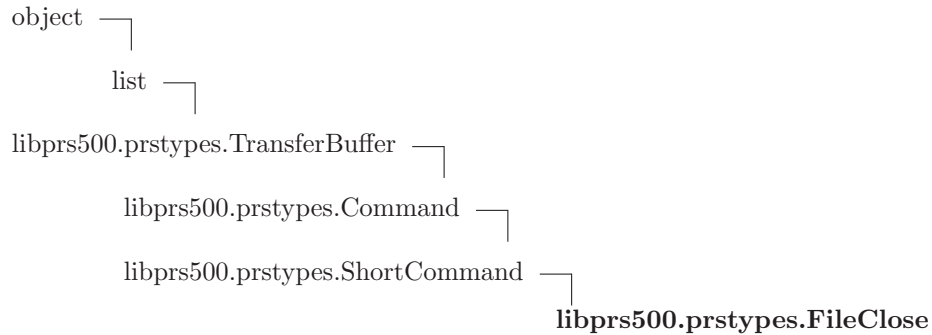 object
list
libprs500.prstypes.TransferBuffer
libprs500.prstypes.Command
libprs500.prstypes.ShortCommand
libprs500.prstypes.FileClose